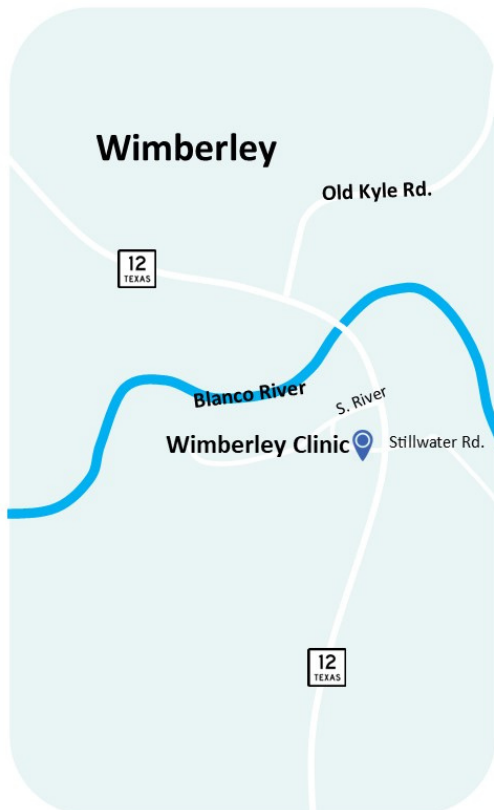 Wimberley
Old Kyle Rd.
12
TEXAS
Blanco River
S. River
Wimberley Clinic
Stillwater Rd.
12
TEXAS